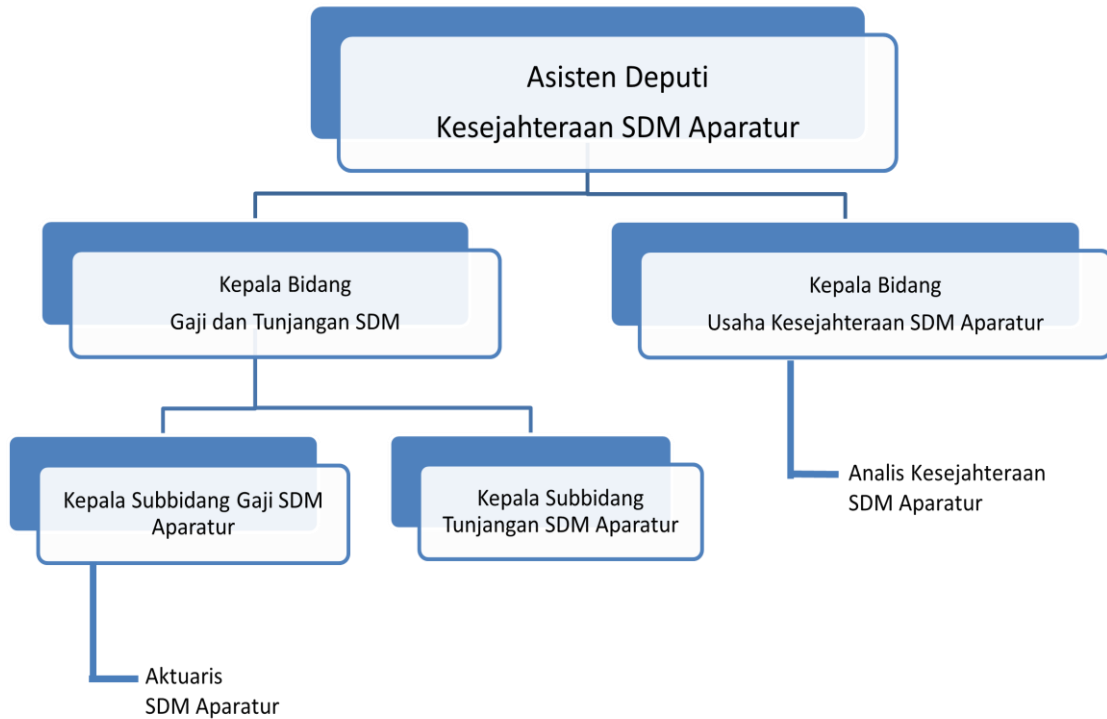 Asisten Deputi
Kesejahteraan SDM Aparatur
Kepala Bidang
Gaji dan Tunjangan SDM
Kepala Bidang
Usaha Kesejahteraan SDM Aparatur
Kepala Subbidang Gaji SDM
Aparatur
Kepala Subbidang
Tunjangan SDM Aparatur
Analis Kesejahteraan
SDM Aparatur
Aktuaris
SDM Aparatur